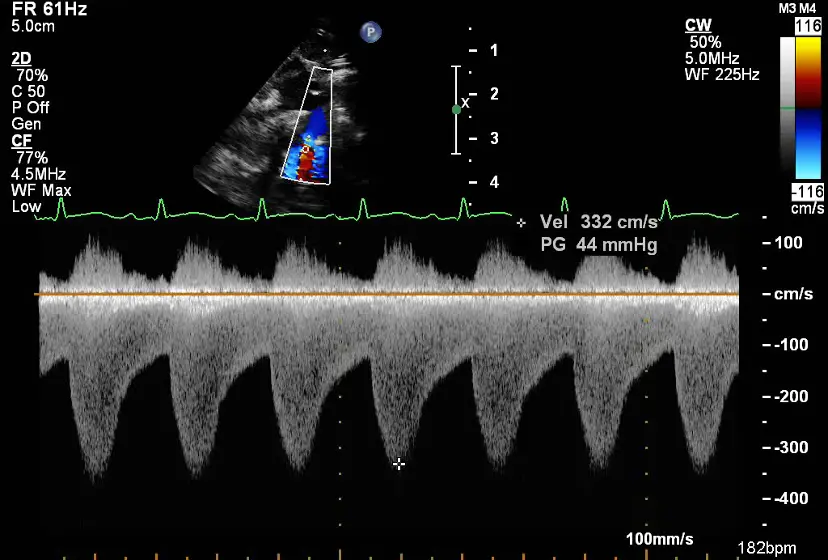 FR 61Hz
5.0cm
2D
70%
C 50
P Off
Gen
CF
77%
4.5MHz
WF Max
Low
P
1
2
3
4
X
CW
50%
5.0MHz
WF 225Hz
M3 M4
116
-116
cm/s
Vel 332 cm/s
PG 44 mmHg
100
cm/s
-100
-200
-300
-400
100mm/s
182bpm